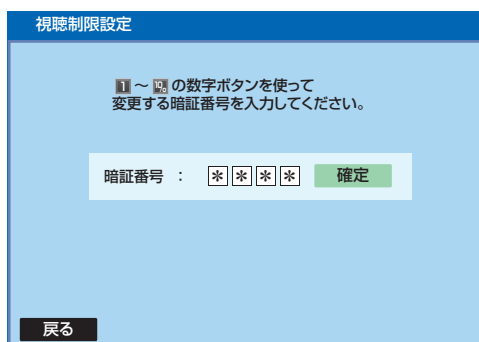 視聴制限設定
1 ～ 10 の数字ボタンを使って
変更する暗証番号を入力してください。
暗証番号 ： ＊ ＊ ＊ ＊ 確定
戻る